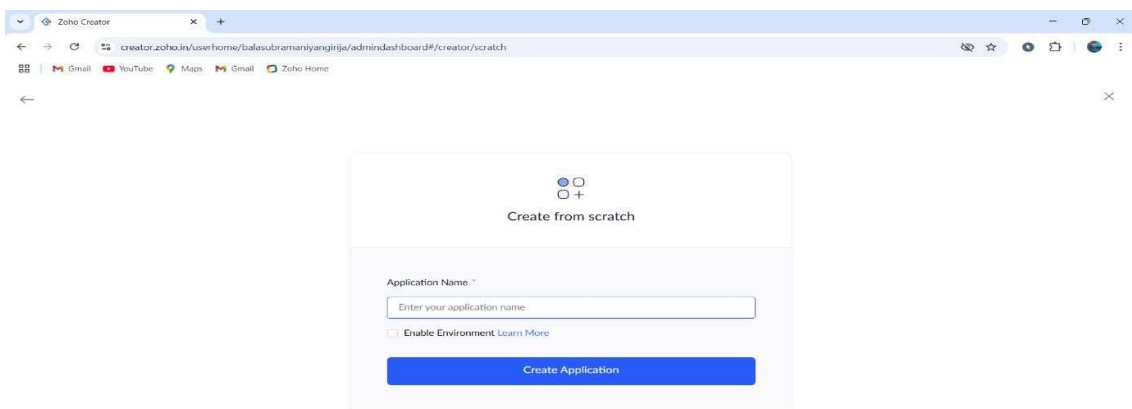 Zoho Creator
creator.zoho.in/userhome/balasubramaniyangirija/admindashboard#/creator/scratch
Gmail YouTube Maps Gmail Zoho Home
Create from scratch
Application Name *
Enter your application name
Enable Environment Learn More
Create Application